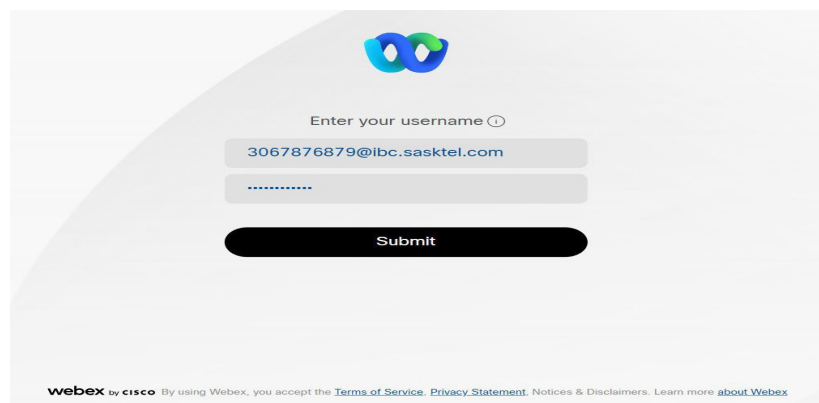 Enter your username
3067876879@ibc.sasktel.com
............
Submit
webex by CISCO By using Webex, you accept the Terms of Service, Privacy Statement, Notices & Disclaimers. Learn more about Webex